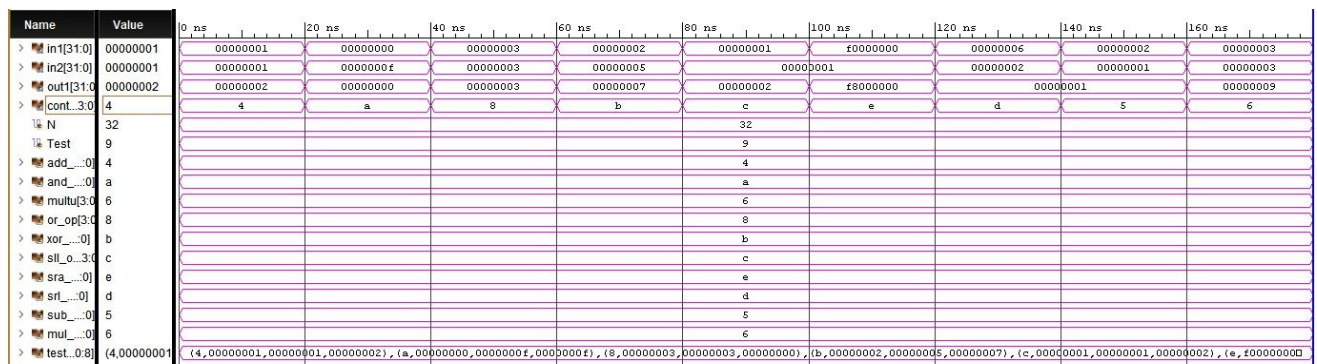 Name Value 0 ns 20 ns 40 ns 60 ns 80 ns 100 ns 120 ns 140 ns 160 ns
in1[31:0] 00000001 00000001 00000000 00000003 00000002 00000001 f0000000 00000006 00000002 00000003
in2[31:0] 00000001 00000001 0000000f 00000003 00000005 00000001 00000002 00000001 00000003
out1[31:0 00000002 00000002 00000000 00000003 00000007 00000002 f8000000 00000001 00000009
cont...3:0] 4 4 a 8 b c e d 5 6
N 32 32
Test 9 9
add_...:0] 4 4
and_...:0] a a
multu[3:0 6 6
or_op[3:0 8 8
xor_...:0] b b
sll_o...3:0 c c
sra_...:0] e e
srl_...:0] d d
sub_...:0] 5 5
mul_...:0] 6 6
test...0:8] (4,00000001 (4,00000001,00000001,00000002),(a,00000000,0000000f,0000000f),(8,00000003,00000003,00000000),(b,00000002,00000005,00000007),(c,00000001,00000001,00000002),(e,f0000000